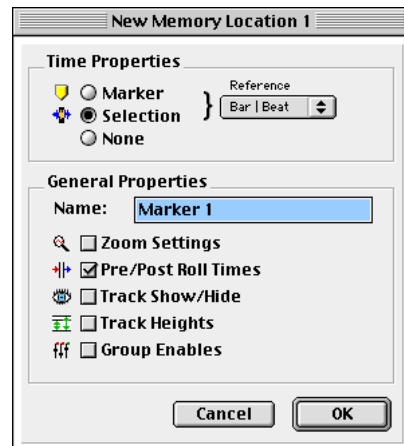 New Memory Location 1
Time Properties
Marker
Selection
None
}
Reference
Bar | Beat
General Properties
Name: Marker 1
Zoom Settings
Pre/Post Roll Times
Track Show/Hide
Track Heights
Group Enables
Cancel OK